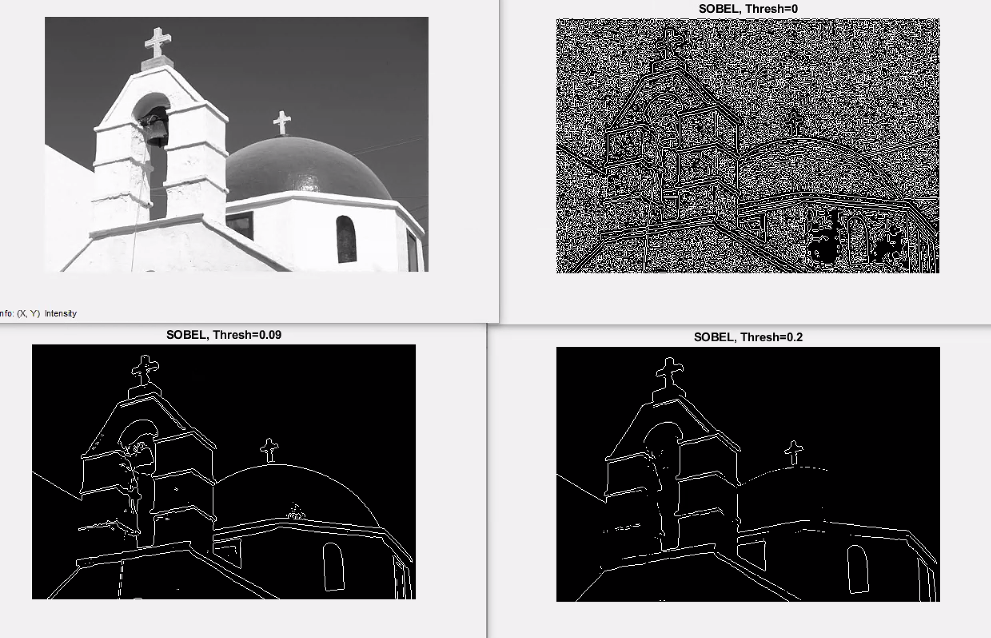 SOBEL, Thresh=0
nfo: (X, Y) Intensity
SOBEL, Thresh=0.09
SOBEL, Thresh=0.2